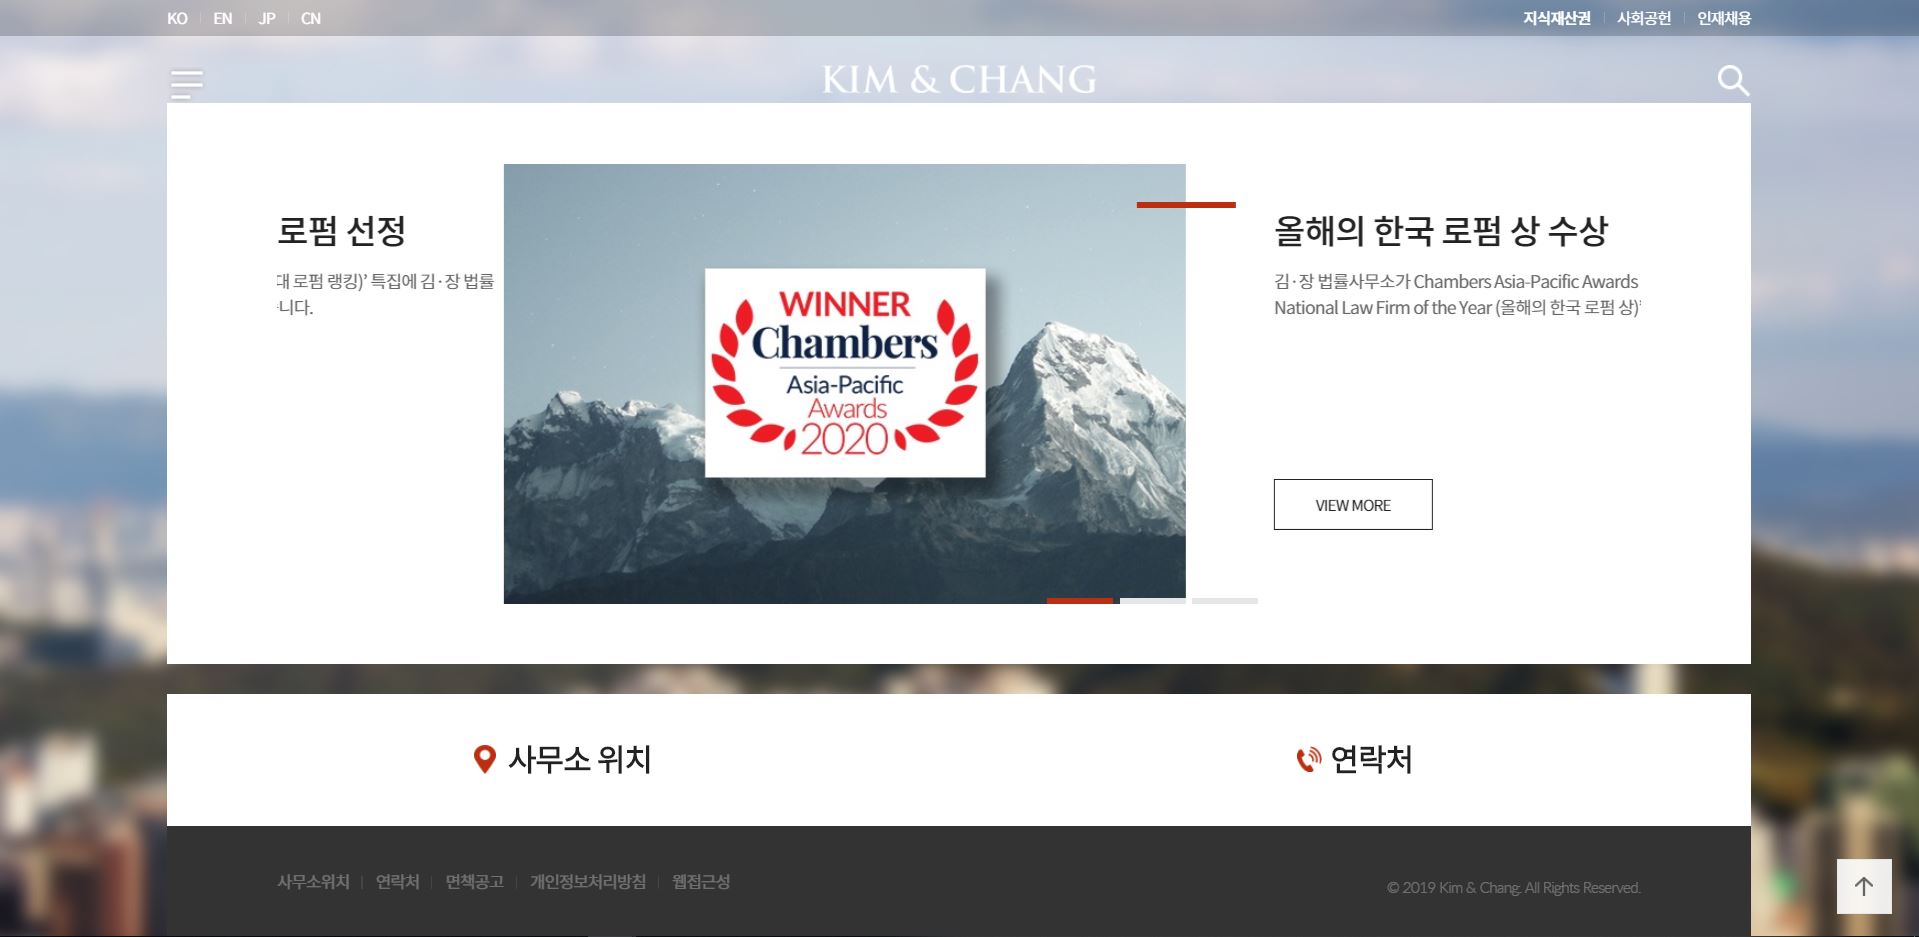 KO EN JP CN 지식재산권 사회공헌 인재채용
KIM & CHANG
로펌 선정
로펌 랭킹)’ 특집에 김·장 법률
니다.
WINNER
Chambers
Asia-Pacific
Awards
2020
올해의 한국 로펌 상 수상
김·장 법률사무소가 Chambers Asia-Pacific Awards
National Law Firm of the Year (올해의 한국 로펌 상)’
VIEW MORE
사무소 위치
연락처
사무소위치 연락처 면책공고 개인정보처리방침 웹접근성
© 2019 Kim & Chang. All Rights Reserved.